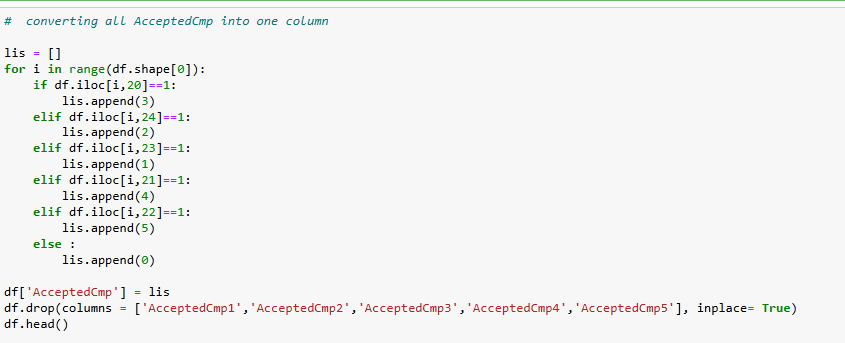 #  converting all AcceptedCmp into one column
lis = []
for i in range(df.shape[0]):
    if df.iloc[i,20]==1:
        lis.append(3)
    elif df.iloc[i,24]==1:
        lis.append(2)
    elif df.iloc[i,23]==1:
        lis.append(1)
    elif df.iloc[i,21]==1:
        lis.append(4)
    elif df.iloc[i,22]==1:
        lis.append(5)
    else :
        lis.append(0)
df['AcceptedCmp'] = lis
df.drop(columns = ['AcceptedCmp1','AcceptedCmp2','AcceptedCmp3','AcceptedCmp4','AcceptedCmp5'], inplace= True)
df.head()